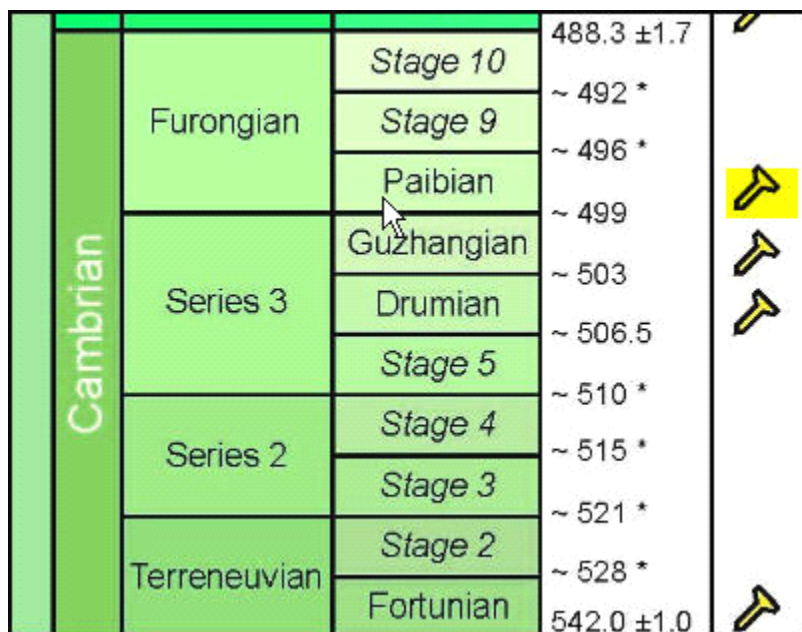 Cambrian
Furongian
Series 3
Series 2
Terreneuvian
Stage 10
Stage 9
Paibian
Guzhangian
Drumian
Stage 5
Stage 4
Stage 3
Stage 2
Fortunian
488.3 ±1.7
~ 492 *
~ 496 *
~ 499
~ 503
~ 506.5
~ 510 *
~ 515 *
~ 521 *
~ 528 *
542.0 ±1.0